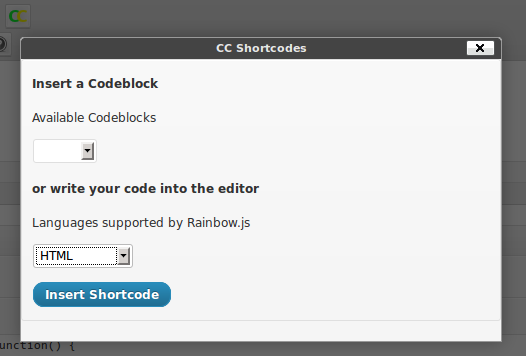 CC
CC Shortcodes
Insert a Codeblock
Available Codeblocks
or write your code into the editor
Languages supported by Rainbow.js
HTML
Insert Shortcode
unction() {